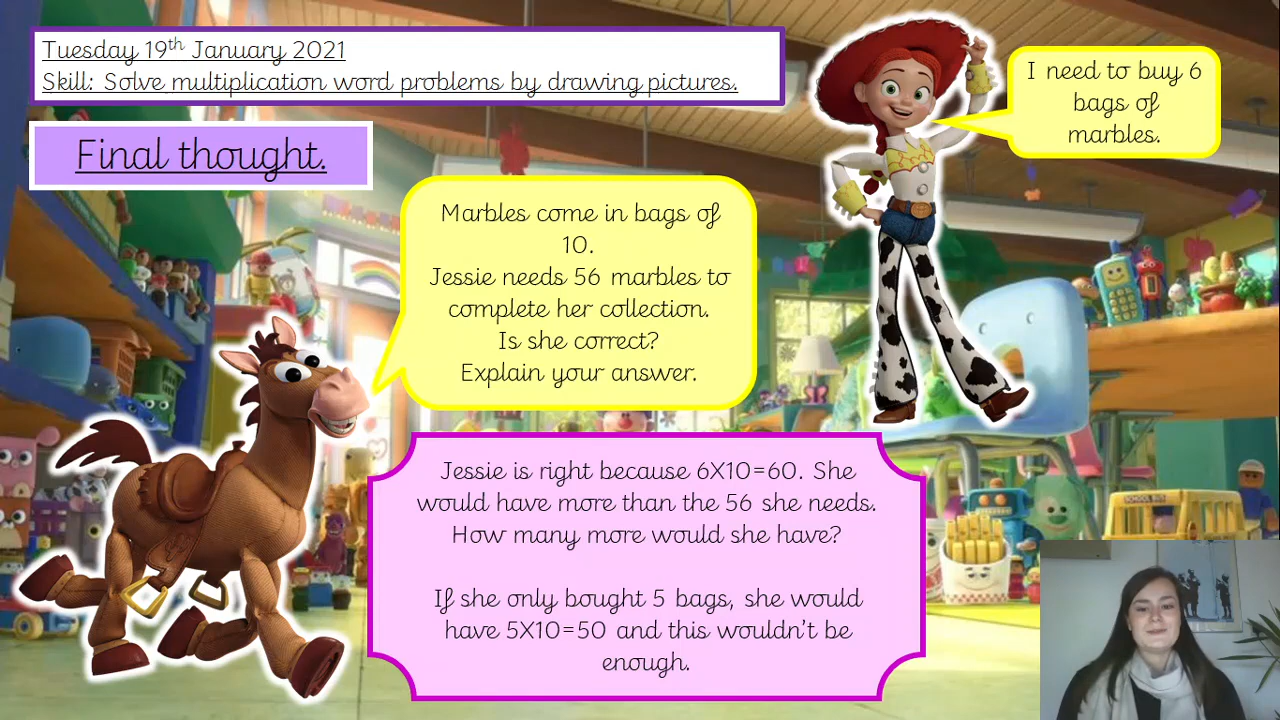 Tuesday 19th January 2021
Skill: Solve multiplication word problems by drawing pictures.
Final thought.
I need to buy 6
bags of
marbles.
Marbles come in bags of
10.
Jessie needs 56 marbles to
complete her collection.
Is she correct?
Explain your answer.
Jessie is right because 6X10=60. She
would have more than the 56 she needs.
How many more would she have?
If she only bought 5 bags, she would
have 5X10=50 and this wouldn't be
enough.
SCHOOL BUS